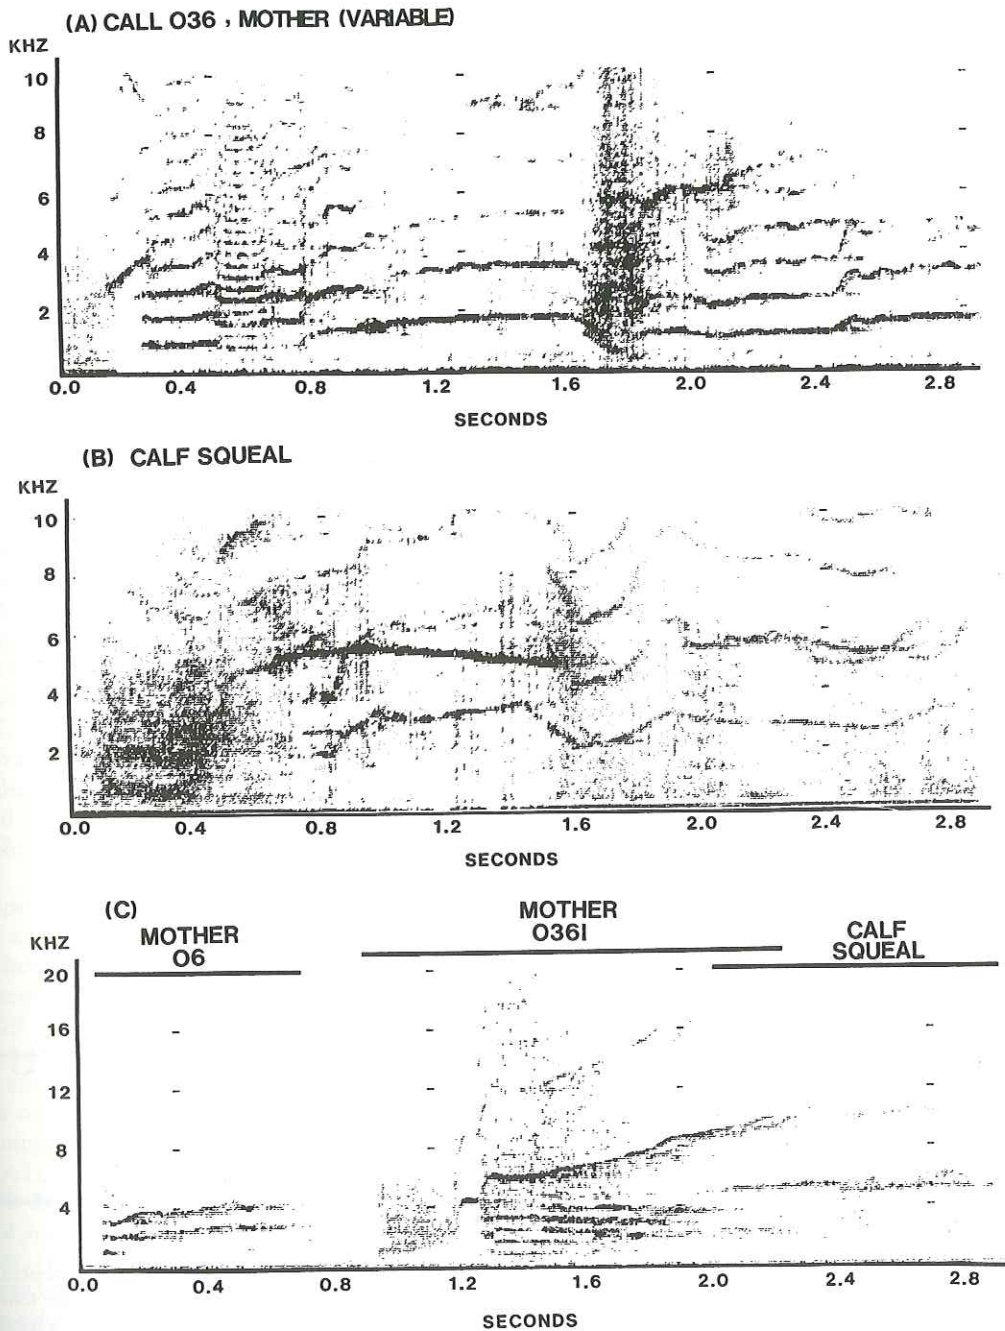 (A) CALL O36 , MOTHER (VARIABLE)
KHZ
10
8
6
4
2
0.0 0.4 0.8 1.2 1.6 2.0 2.4 2.8
SECONDS
(B) CALF SQUEAL
KHZ
10
8
6
4
2
0.0 0.4 0.8 1.2 1.6 2.0 2.4 2.8
SECONDS
(C)
MOTHER
O6
MOTHER
O36I
CALF
SQUEAL
KHZ
20
16
12
8
4
0.0 0.4 0.8 1.2 1.6 2.0 2.4 2.8
SECONDS